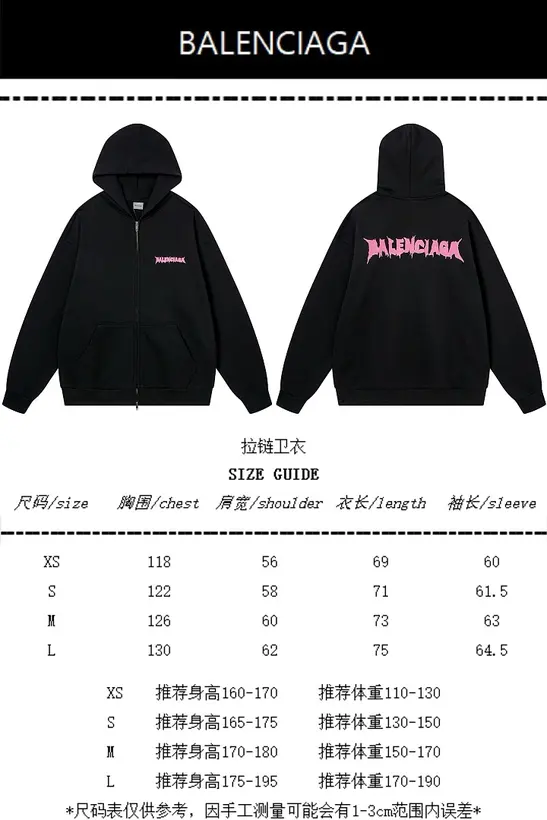 BALENCIAGA
BALENCIAGA
BALENCIAGA
拉链卫衣
SIZE GUIDE
尺码/size 胸围/chest 肩宽/shoulder 衣长/length 袖长/sleeve
XS 118 56 69 60
S 122 58 71 61.5
M 126 60 73 63
L 130 62 75 64.5
XS 推荐身高160-170 推荐体重110-130
S 推荐身高165-175 推荐体重130-150
M 推荐身高170-180 推荐体重150-170
L 推荐身高175-195 推荐体重170-190
*尺码表仅供参考，因手工测量可能会有1-3cm范围内误差*